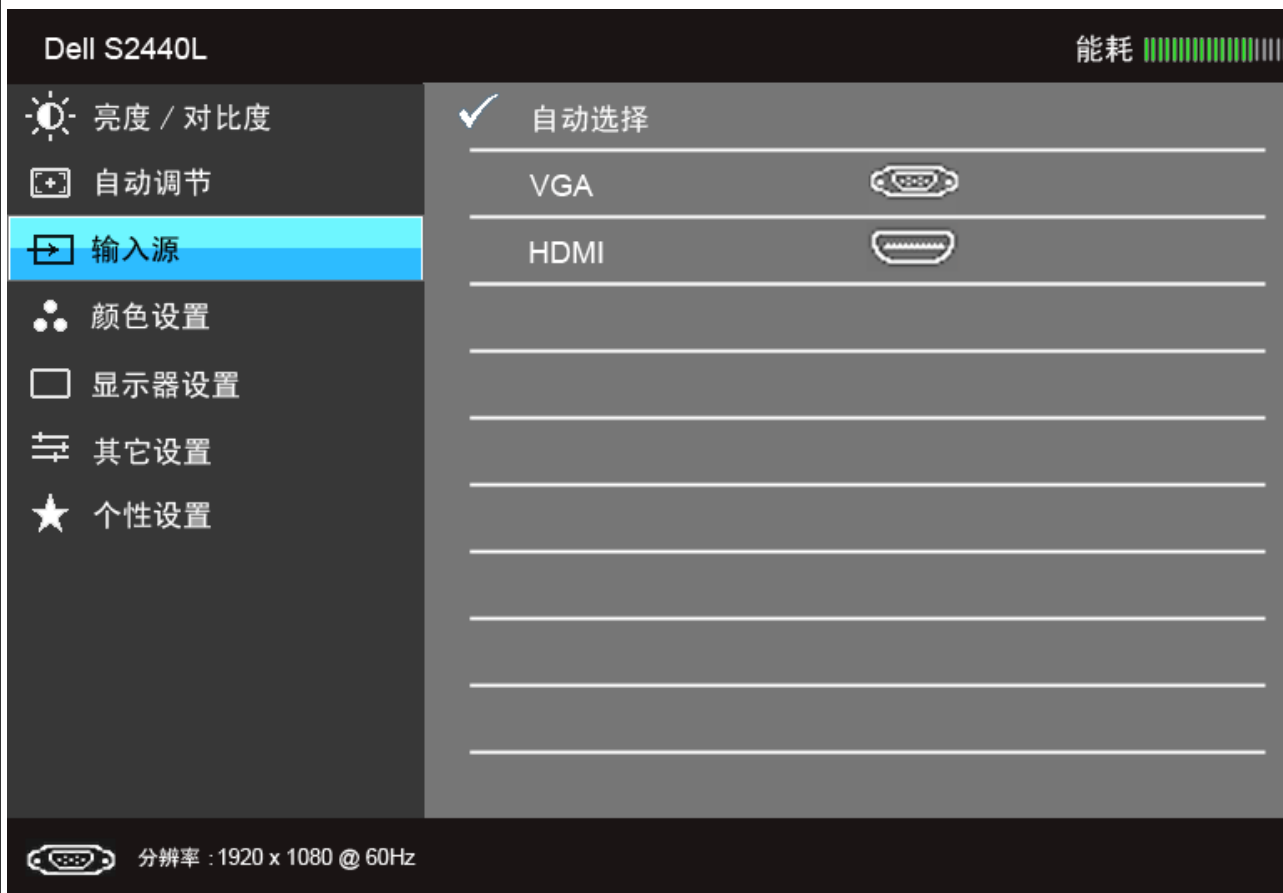 Dell S2440L
能耗
亮度 / 对比度
自动调节
输入源
颜色设置
显示器设置
其它设置
个性设置
自动选择
VGA
HDMI
分辨率 : 1920 x 1080 @ 60Hz